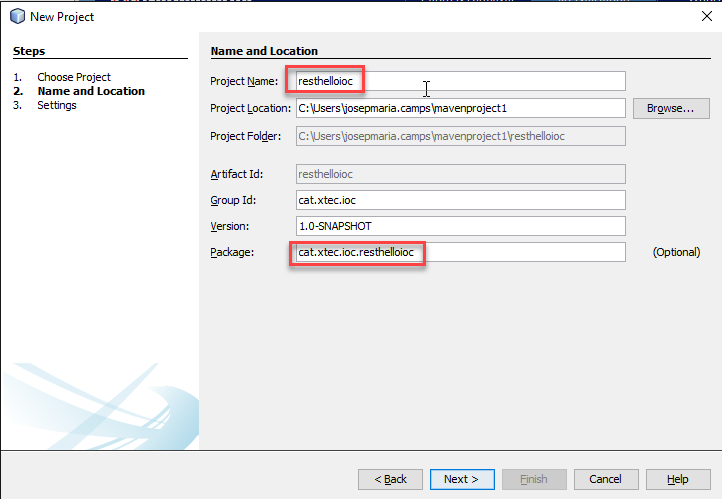 New Project
Steps
1. Choose Project
2. Name and Location
3. Settings
Name and Location
Project Name: resthelloioc
Project Location: C:\Users\josepmaria.camps\mavenproject1 Browse...
Project Folder: C:\Users\josepmaria.camps\mavenproject1\resthelloioc
Artifact Id: resthelloioc
Group Id: cat.xtec.ioc
Version: 1.0-SNAPSHOT
Package: cat.xtec.ioc.resthelloioc (Optional)
< Back Next > Finish Cancel Help